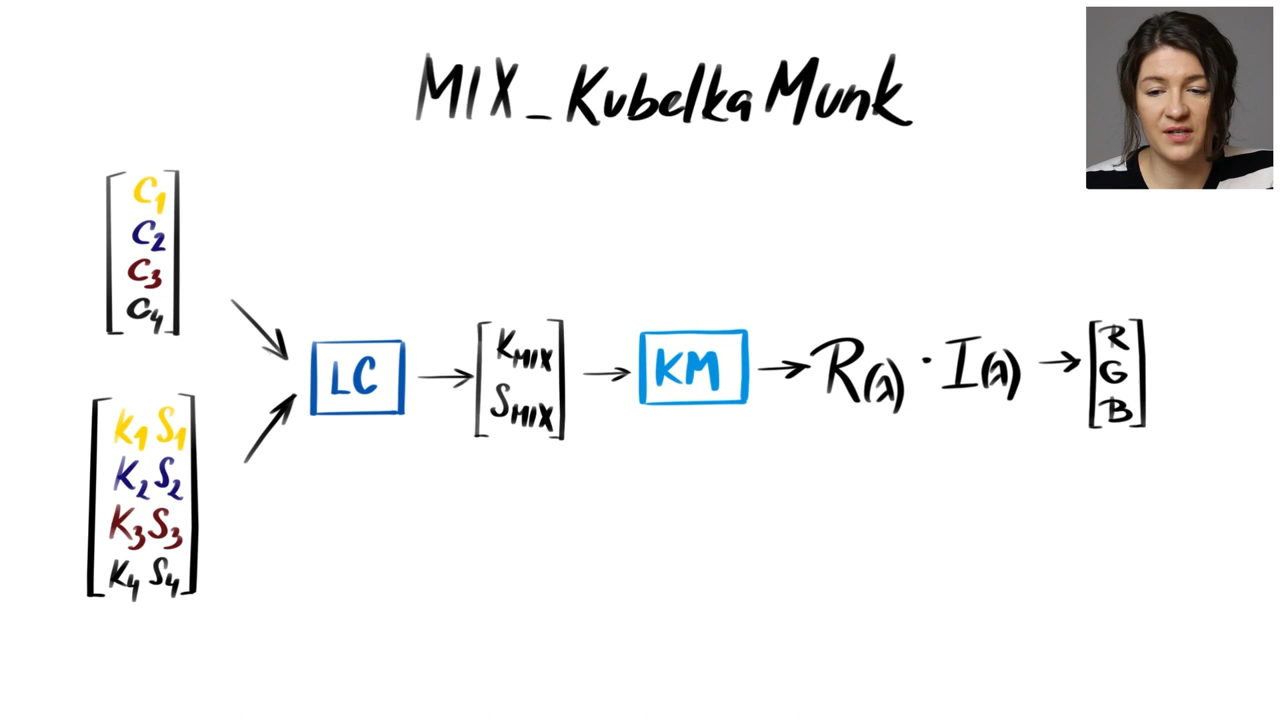 MIX_KubelkaMunk
C1
C2
C3
C4
K1 S1
K2 S2
K3 S3
K4 S4
LC
KMIX
SMIX
KM
R(λ) · I(λ)
R
G
B